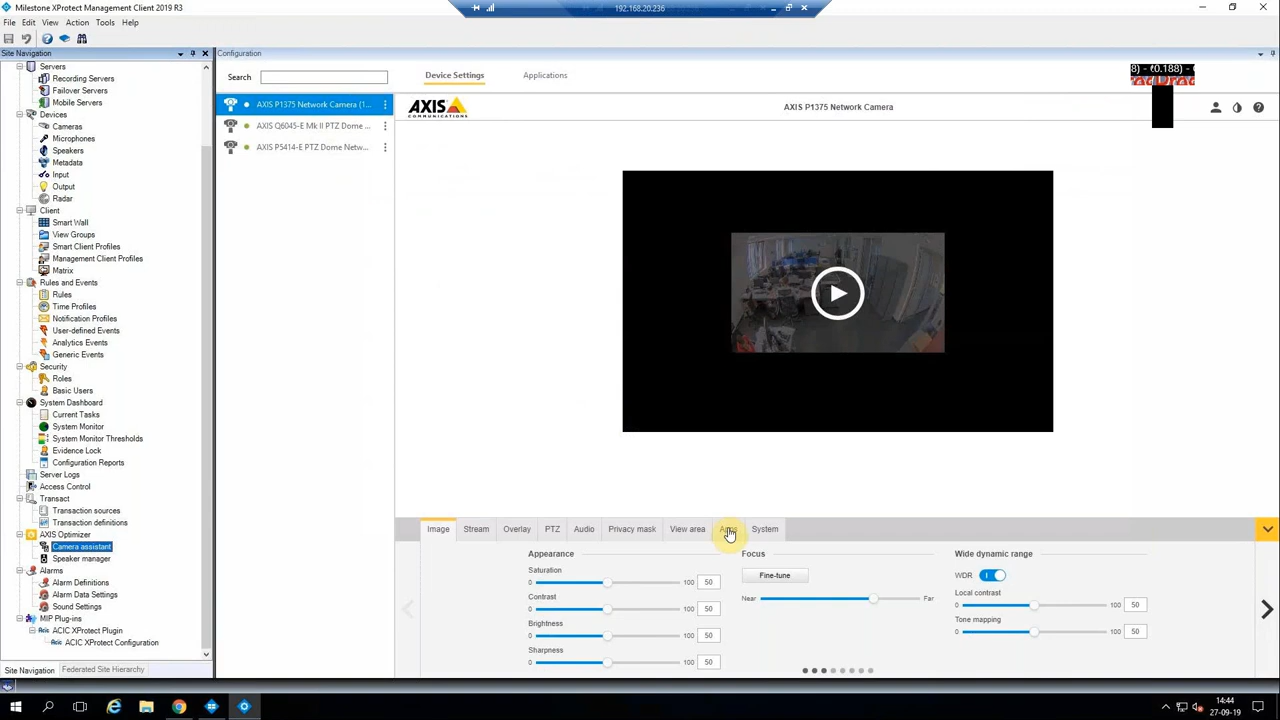 Milestone XProtect Management Client 2019 R3
192.168.20.236
File Edit View Action Tools Help
Site Navigation
Servers
Recording Servers
Failover Servers
Mobile Servers
Devices
Cameras
Microphones
Speakers
Metadata
Input
Output
Radar
Client
Smart Wall
View Groups
Smart Client Profiles
Management Client Profiles
Matrix
Rules and Events
Rules
Time Profiles
Notification Profiles
User-defined Events
Analytics Events
Generic Events
Security
Roles
Basic Users
System Dashboard
Current Tasks
System Monitor
System Monitor Thresholds
Evidence Lock
Configuration Reports
Server Logs
Access Control
Transact
Transaction sources
Transaction definitions
AXIS Optimizer
Camera assistant
Speaker manager
Alarms
Alarm Definitions
Alarm Data Settings
Sound Settings
MIP Plug-ins
Acic ACIC XProtect Plugin
Acic ACIC XProtect Configuration
Site Navigation Federated Site Hierarchy
Configuration
Search
Device Settings Applications
AXIS P1375 Network Camera (1...
AXIS Q6045-E Mk II PTZ Dome ...
AXIS P5414-E PTZ Dome Netw...
AXIS
COMMUNICATIONS
AXIS P1375 Network Camera
8) - (0.188) -
Image Stream Overlay PTZ Audio Privacy mask View area Apps System
Appearance
Saturation
0 100 50
Contrast
0 100 50
Brightness
0 100 50
Sharpness
0 100 50
Focus
Fine-tune
Near Far
Wide dynamic range
WDR
Local contrast
0 100 50
Tone mapping
0 100 50
14:44
27-09-19